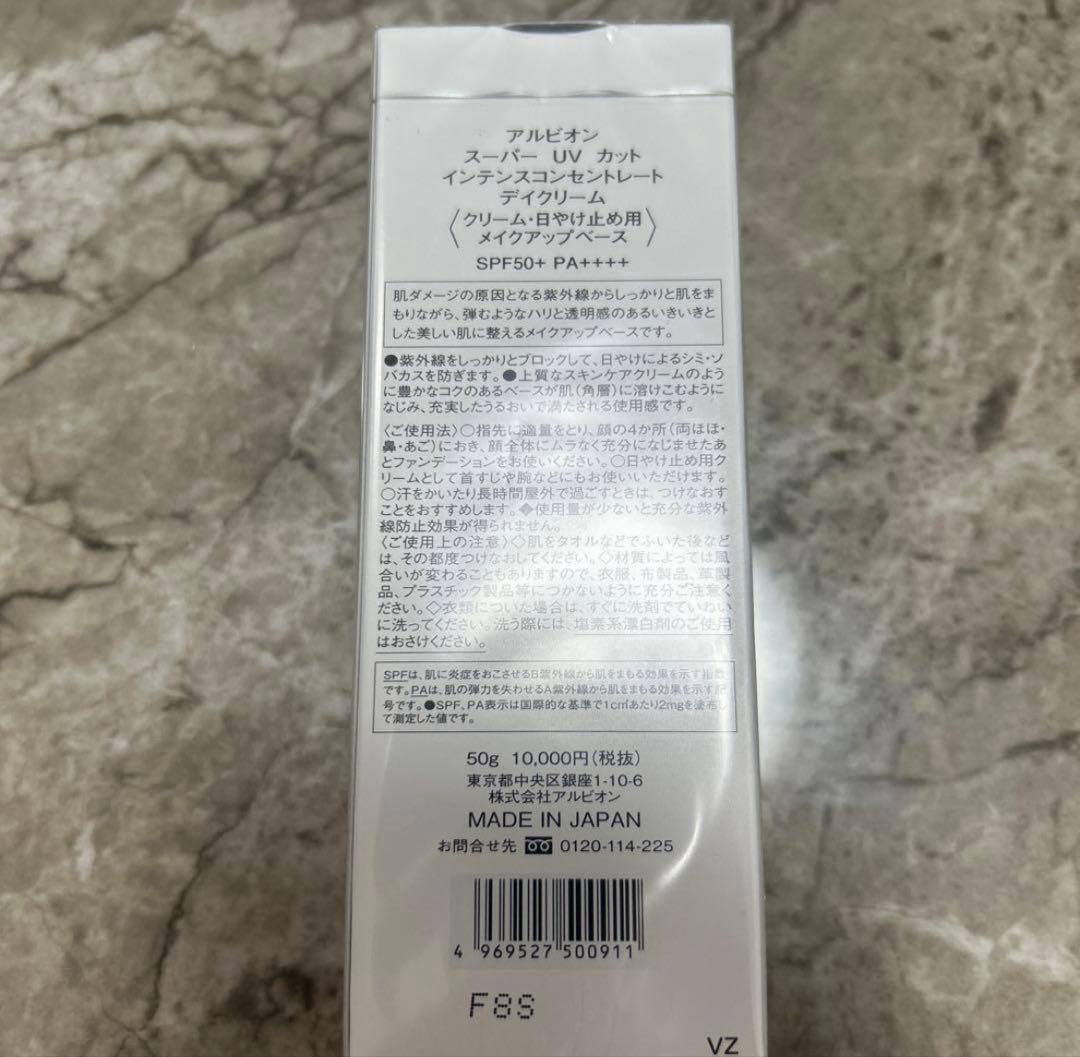 アルビオン
スーパー UV カット
インテンスコンセントレート
デイクリーム
〈クリーム・日やけ止め用
メイクアップベース〉
SPF50+ PA++++
肌ダメージの原因となる紫外線からしっかりと肌をま
もりながら、弾むようなハリと透明感のあるいきいきと
した美しい肌に整えるメイクアップベースです。
●紫外線をしっかりとブロックして、日やけによるシミ・ソ
バカスを防ぎます。●上質なスキンケアクリームのよう
に豊かなコクのあるベースが肌(角層)に溶けこむように
なじみ、充実したうるおいで満たされる使用感です。
〈ご使用法〉○指先に適量をとり、顔の4か所(両ほほ・
鼻・あご)におき、顔全体にムラなく充分になじませたあ
とファンデーションをお使いください。○日やけ止め用ク
リームとして首すじや腕などにもお使いいただけます。
○汗をかいたり長時間屋外で過ごすときは、つけなおす
ことをおすすめします。◆使用量が少ないと充分な紫外
線防止効果が得られません。
〈ご使用上の注意〉◇肌をタオルなどでふいた後など
は、その都度つけなおしてください。◇材質によっては風
合いが変わることもありますので、衣服、布製品、革製
品、プラスチック製品等につかないように充分ご注意く
ださい。◇衣類についた場合は、すぐに洗剤でていねい
に洗ってください。洗う際には、塩素系漂白剤のご使用
はおさけください。
SPFは、肌に炎症をおこさせるB紫外線から肌をまもる効果を示す指数
です。PAは、肌の弾力を失わせるA紫外線から肌をまもる効果を示す記
号です。●SPF、PA表示は国際的な基準で1c㎡あたり2mgを塗布し
て測定した値です。
50g 10,000円(税抜)
東京都中央区銀座1-10-6
株式会社アルビオン
MADE IN JAPAN
お問合せ先 0120-114-225
4 969527 500911
F8S
VZ